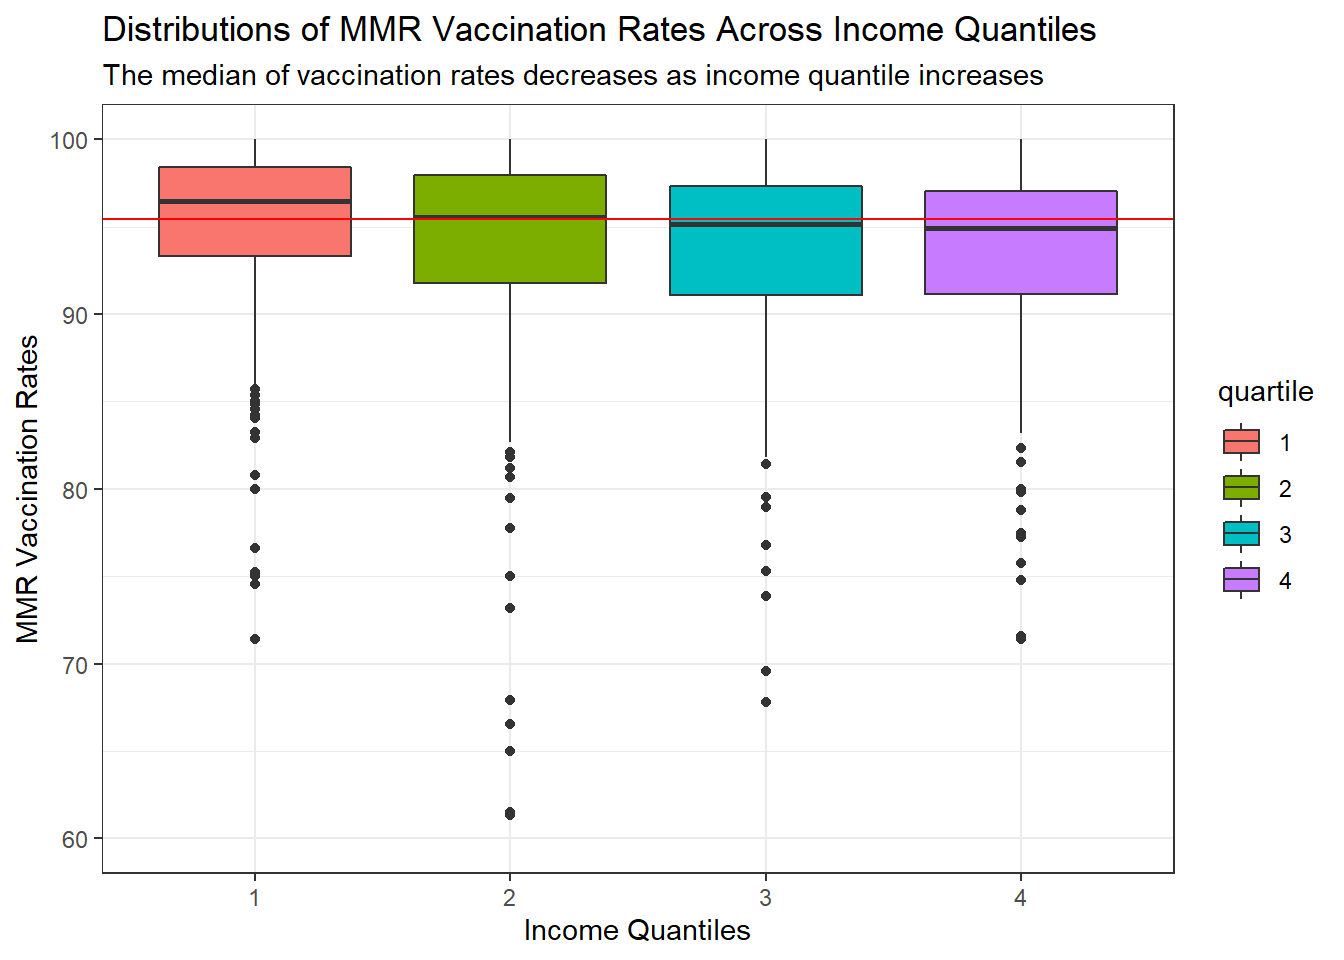 Distributions of MMR Vaccination Rates Across Income Quantiles
The median of vaccination rates decreases as income quantile increases
MMR Vaccination Rates
100
90
80
70
60
1 2 3 4
Income Quantiles
quartile
1
2
3
4